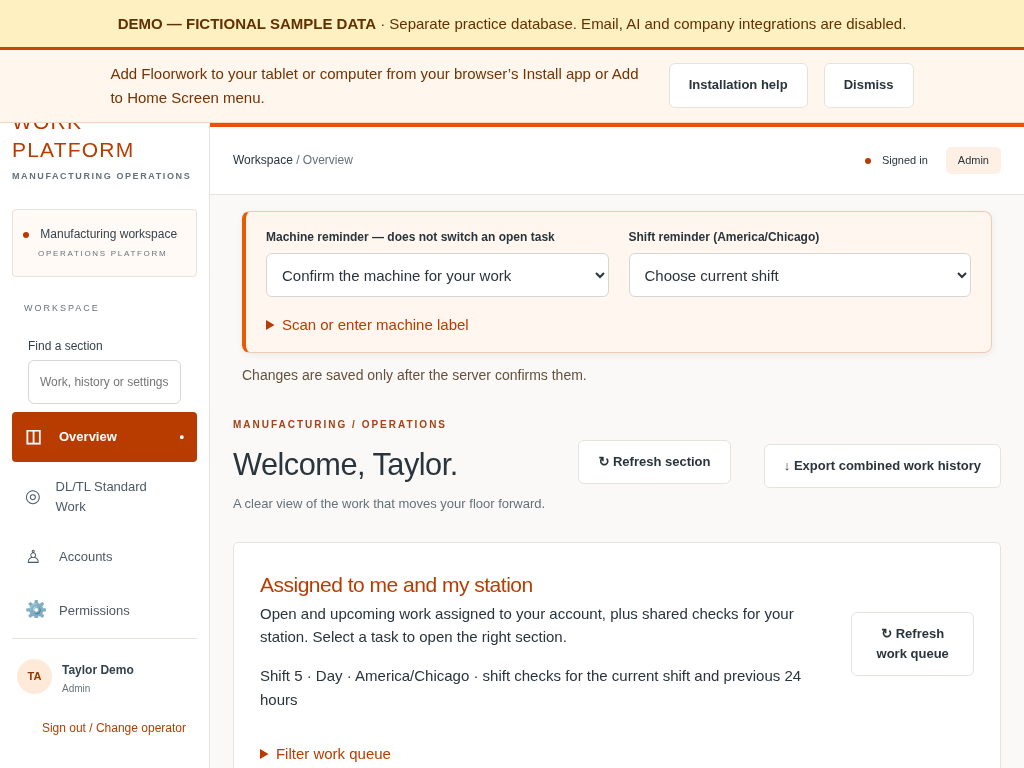 DEMO — FICTIONAL SAMPLE DATA · Separate practice database. Email, AI and company integrations are disabled.
Add Floorwork to your tablet or computer from your browser’s Install app or Add
to Home Screen menu.
Installation help
Dismiss
WORK
PLATFORM
MANUFACTURING OPERATIONS
Manufacturing workspace
OPERATIONS PLATFORM
WORKSPACE
Find a section
Work, history or settings
Overview
DL/TL Standard
Work
Accounts
Permissions
TA
Taylor Demo
Admin
Sign out / Change operator
Workspace / Overview
Signed in
Admin
Machine reminder — does not switch an open task
Confirm the machine for your work
Shift reminder (America/Chicago)
Choose current shift
Scan or enter machine label
Changes are saved only after the server confirms them.
MANUFACTURING / OPERATIONS
Welcome, Taylor.
↻ Refresh section
↓ Export combined work history
A clear view of the work that moves your floor forward.
Assigned to me and my station
Open and upcoming work assigned to your account, plus shared checks for your
station. Select a task to open the right section.
↻ Refresh
work queue
Shift 5 · Day · America/Chicago · shift checks for the current shift and previous 24
hours
Filter work queue